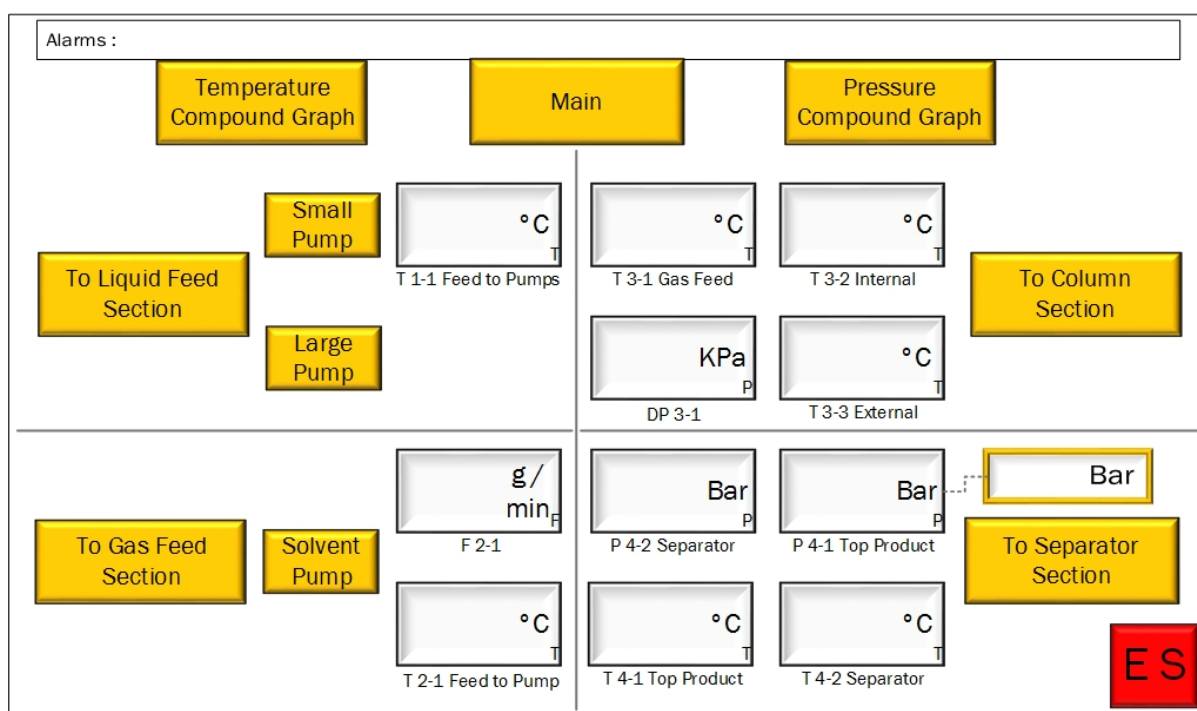 Alarms :
Temperature
Compound Graph
Main
Pressure
Compound Graph
To Liquid Feed
Section
Small
Pump
Large
Pump
°C
T
T 1-1 Feed to Pumps
°C
T
T 3-1 Gas Feed
°C
T
T 3-2 Internal
KPa
P
DP 3-1
°C
T
T 3-3 External
To Column
Section
To Gas Feed
Section
Solvent
Pump
g/
min
F
F 2-1
°C
T
T 2-1 Feed to Pump
Bar
P
P 4-2 Separator
Bar
P
P 4-1 Top Product
Bar
To Separator
Section
°C
T
T 4-1 Top Product
°C
T
T 4-2 Separator
E S